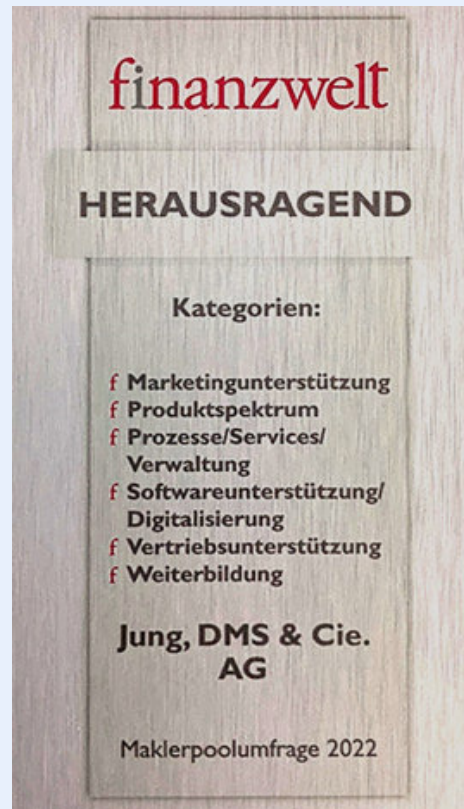 finanzwelt
HERAUSRAGEND
Kategorien:
f Marketingunterstützung
f Produktspektrum
f Prozesse/Services/
Verwaltung
f Softwareunterstützung/
Digitalisierung
f Vertriebsunterstützung
f Weiterbildung
Jung, DMS & Cie.
AG
Maklerpoolumfrage 2022